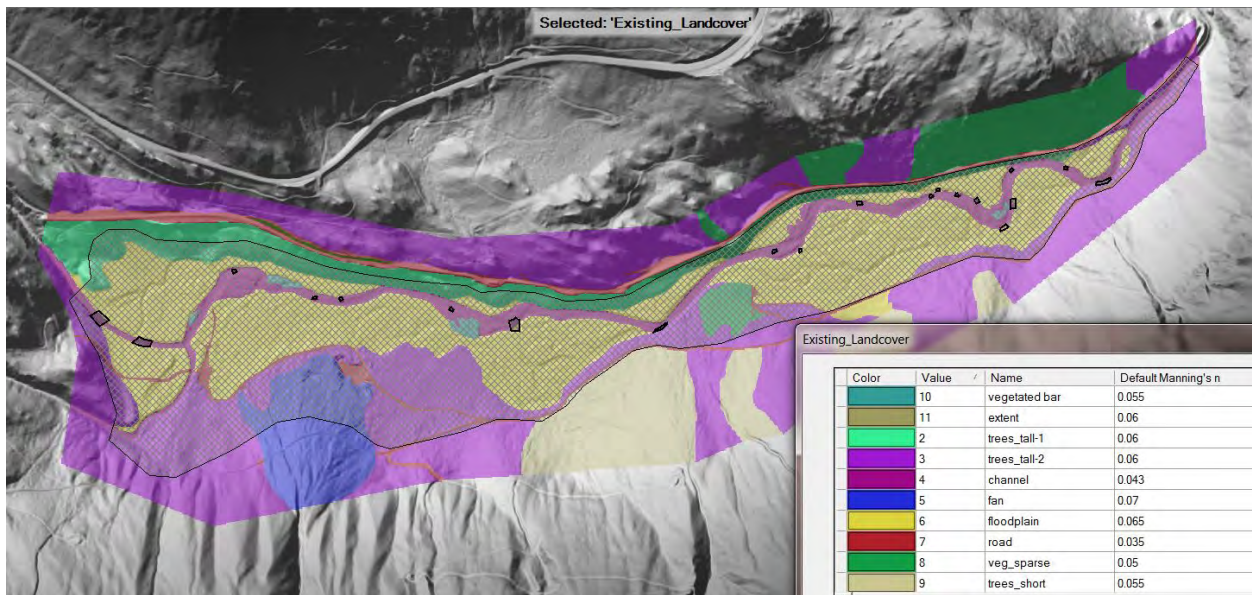 Selected: 'Existing_Landcover'
Existing_Landcover
Color Value / Name Default Manning's n
10 vegetated bar 0.055
11 extent 0.06
2 trees_tall-1 0.06
3 trees_tall-2 0.06
4 channel 0.043
5 fan 0.07
6 floodplain 0.065
7 road 0.035
8 veg_sparse 0.05
9 trees_short 0.055